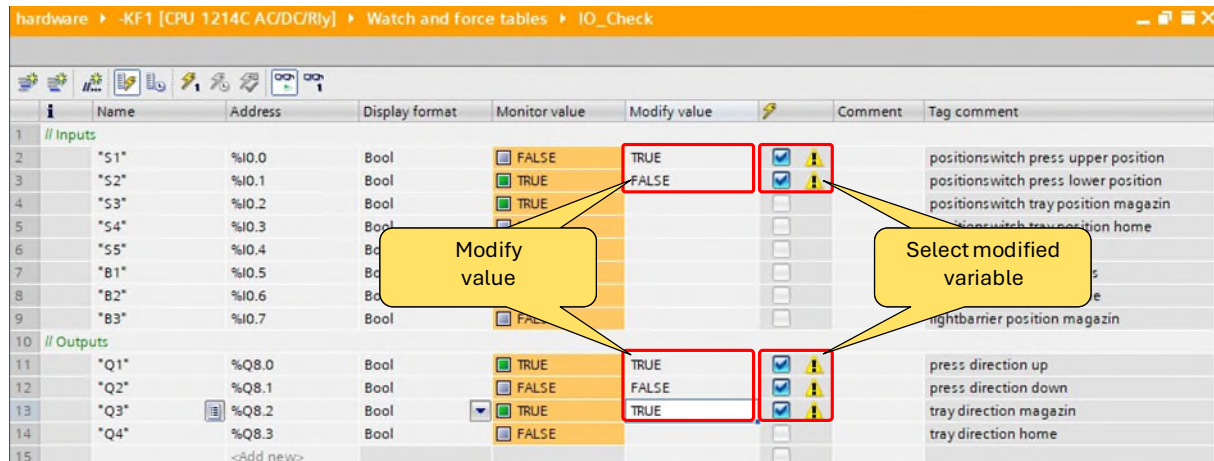 hardware ▸ -KF1 [CPU 1214C AC/DC/Rly] ▸ Watch and force tables ▸ IO_Check
i Name Address Display format Monitor value Modify value Comment Tag comment
1 // Inputs
2 "S1" %I0.0 Bool FALSE TRUE positionswitch press upper position
3 "S2" %I0.1 Bool TRUE FALSE positionswitch press lower position
4 "S3" %I0.2 Bool TRUE positionswitch tray position magazin
5 "S4" %I0.3 Bool tray position home
6 "S5" %I0.4
7 "B1" %I0.5
8 "B2" %I0.6
9 "B3" %I0.7 Bool FALSE lightbarrier position magazin
Modify
value
Select modified
variable
10 // Outputs
11 "Q1" %Q8.0 Bool TRUE TRUE press direction up
12 "Q2" %Q8.1 Bool FALSE FALSE press direction down
13 "Q3" %Q8.2 Bool TRUE TRUE tray direction magazin
14 "Q4" %Q8.3 Bool FALSE tray direction home
15 <Add new>